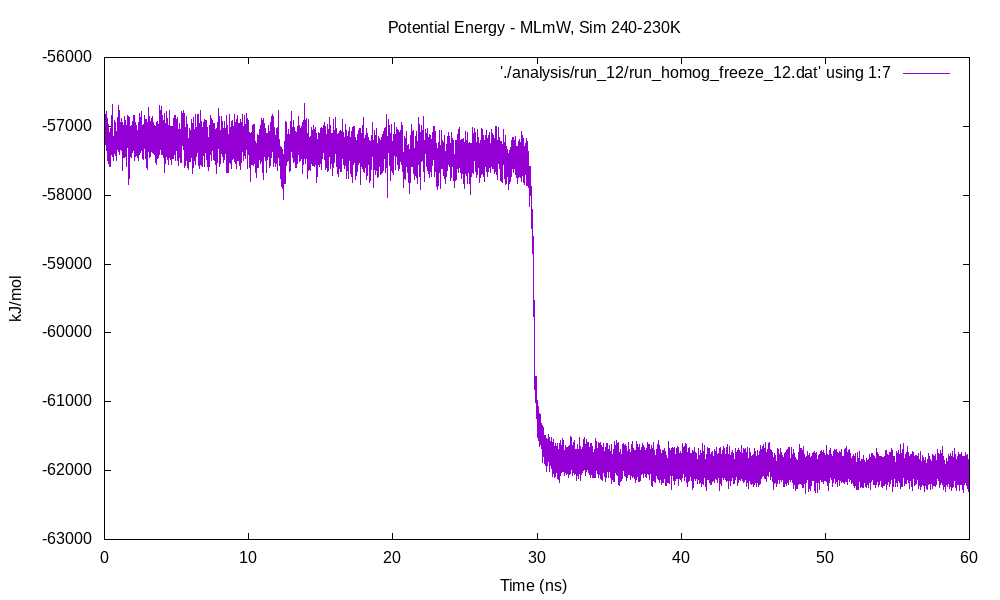 Potential Energy - MLmW, Sim 240-230K
'./analysis/run_12/run_homog_freeze_12.dat' using 1:7
-56000
-57000
-58000
-59000
-60000
-61000
-62000
-63000
kJ/mol
0 10 20 30 40 50 60
Time (ns)